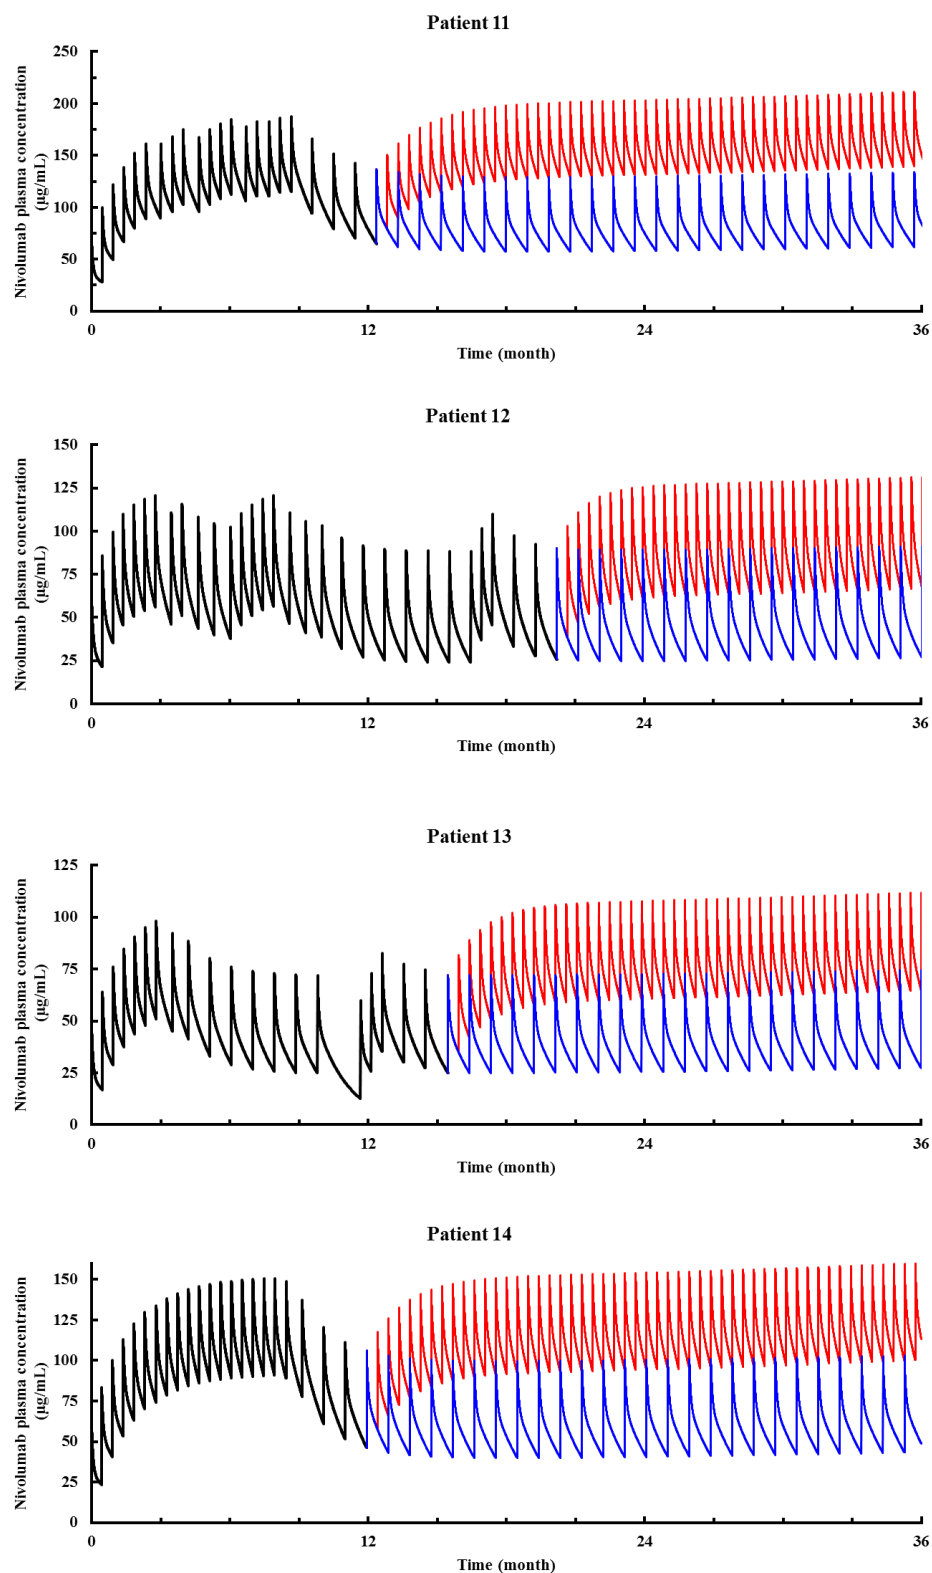 Patient 11
Nivolumab plasma concentration
(µg/mL)
250
200
150
100
50
0
0
12
24
36
Time (month)
Patient 12
Nivolumab plasma concentration
(µg/mL)
150
125
100
75
50
25
0
0
12
24
36
Time (month)
Patient 13
Nivolumab plasma concentration
(µg/mL)
125
100
75
50
25
0
0
12
24
36
Time (month)
Patient 14
Nivolumab plasma concentration
(µg/mL)
150
125
100
75
50
25
0
0
12
24
36
Time (month)